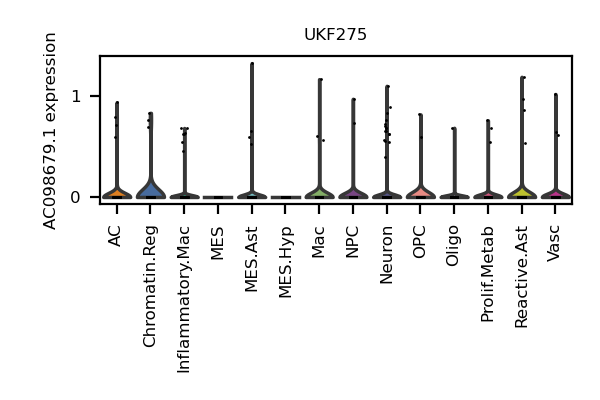 UKF275
AC098679.1 expression
1
0
AC
Chromatin.Reg
Inflammatory.Mac
MES
MES.Ast
MES.Hyp
Mac
NPC
Neuron
OPC
Oligo
Prolif.Metab
Reactive.Ast
Vasc